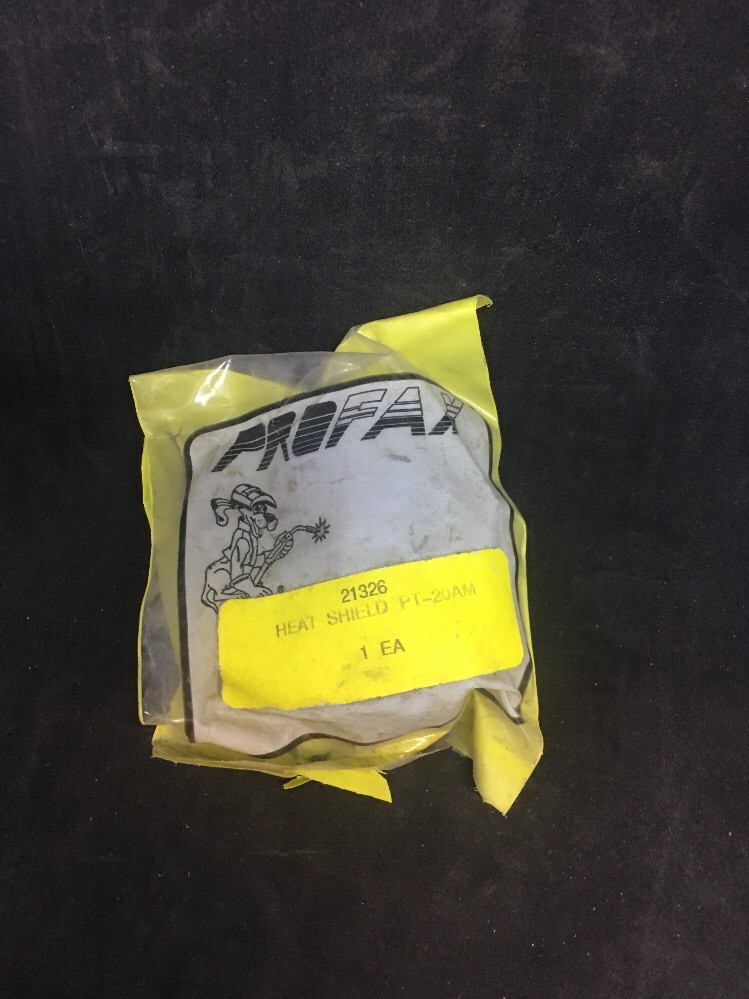 PROFAX
®
21326
HEAT SHIELD PT-20AM
1 EA